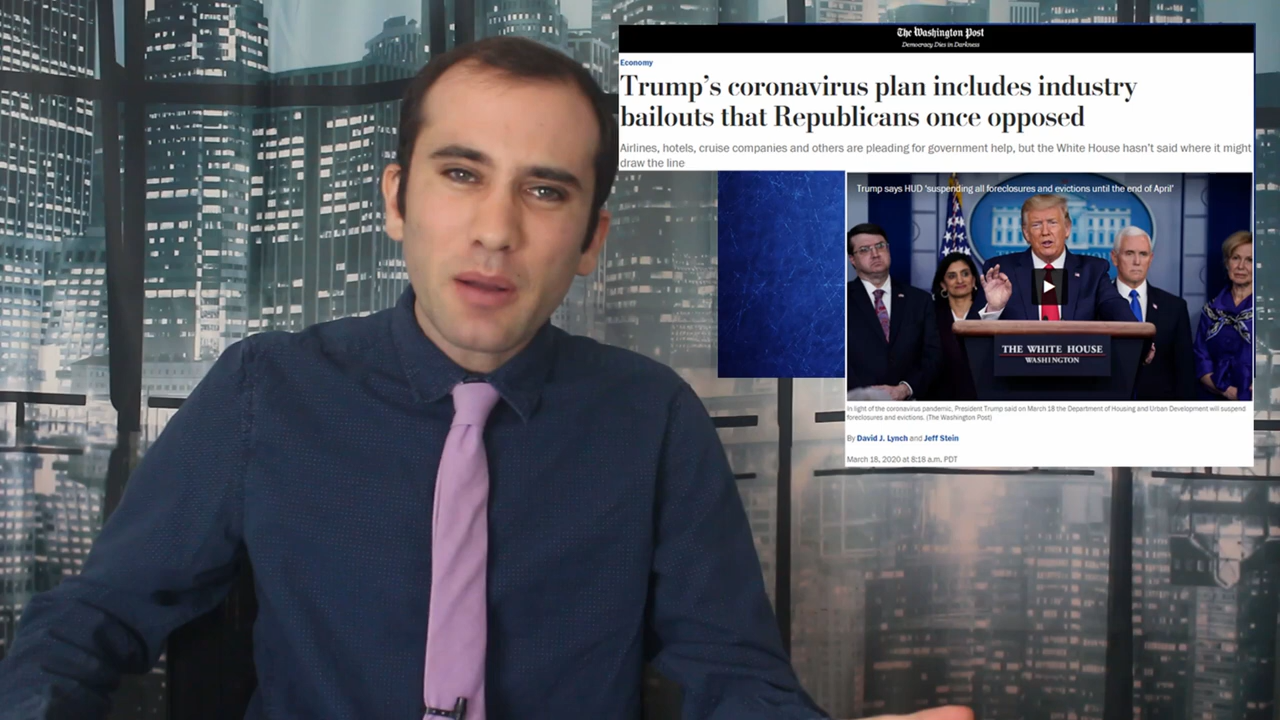 The Washington Post
Democracy Dies in Darkness
Economy
Trump's coronavirus plan includes industry
bailouts that Republicans once opposed
Airlines, hotels, cruise companies and others are pleading for government help, but the White House hasn't said where it might
draw the line
Trump says HUD 'suspending all foreclosures and evictions until the end of April'
THE WHITE HOUSE
WASHINGTON
In light of the coronavirus pandemic, President Trump said on March 18 the Department of Housing and Urban Development will suspend
foreclosures and evictions. (The Washington Post)
By David J. Lynch and Jeff Stein
March 18, 2020 at 8:18 a.m. PDT